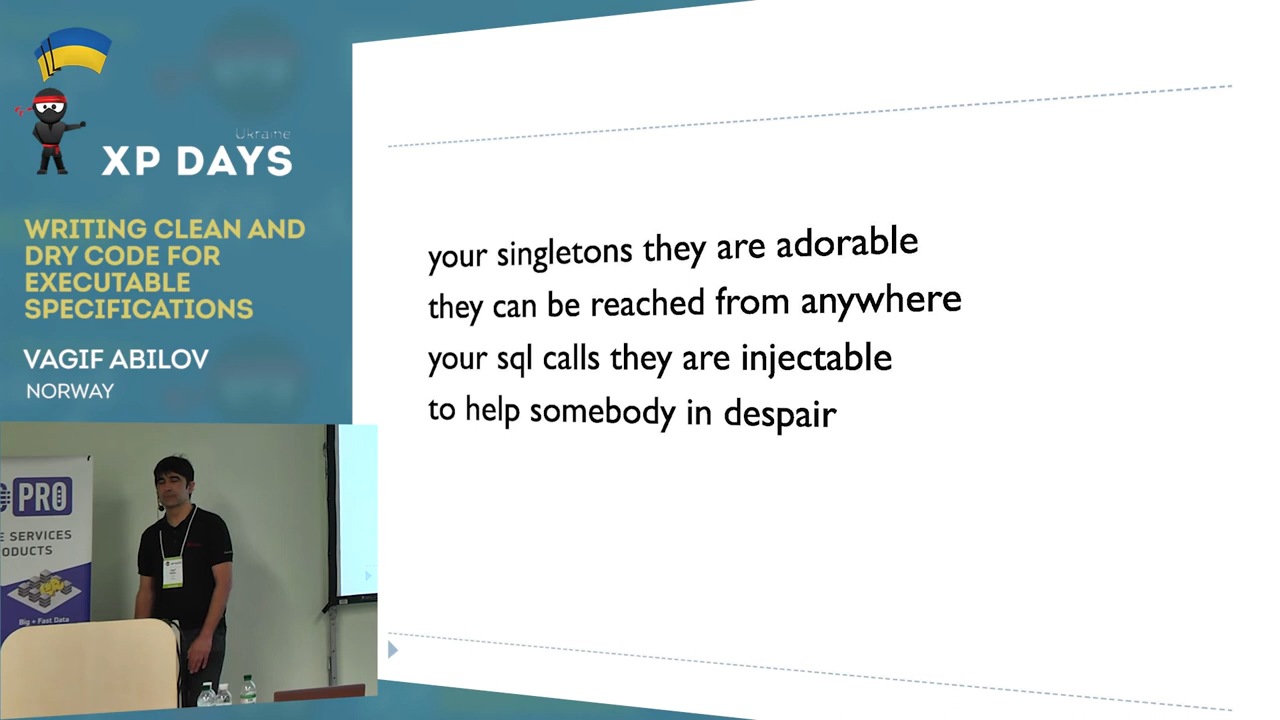 Ukraine
XP DAYS
WRITING CLEAN AND
DRY CODE FOR
EXECUTABLE
SPECIFICATIONS
VAGIF ABILOV
NORWAY
your singletons they are adorable
they can be reached from anywhere
your sql calls they are injectable
to help somebody in despair
PRO
E SERVICES
ODUCTS
Big + Fast Data